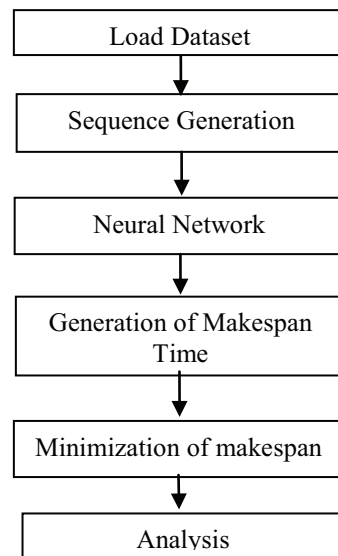 Load Dataset
Sequence Generation
Neural Network
Generation of Makespan
Time
Minimization of makespan
Analysis